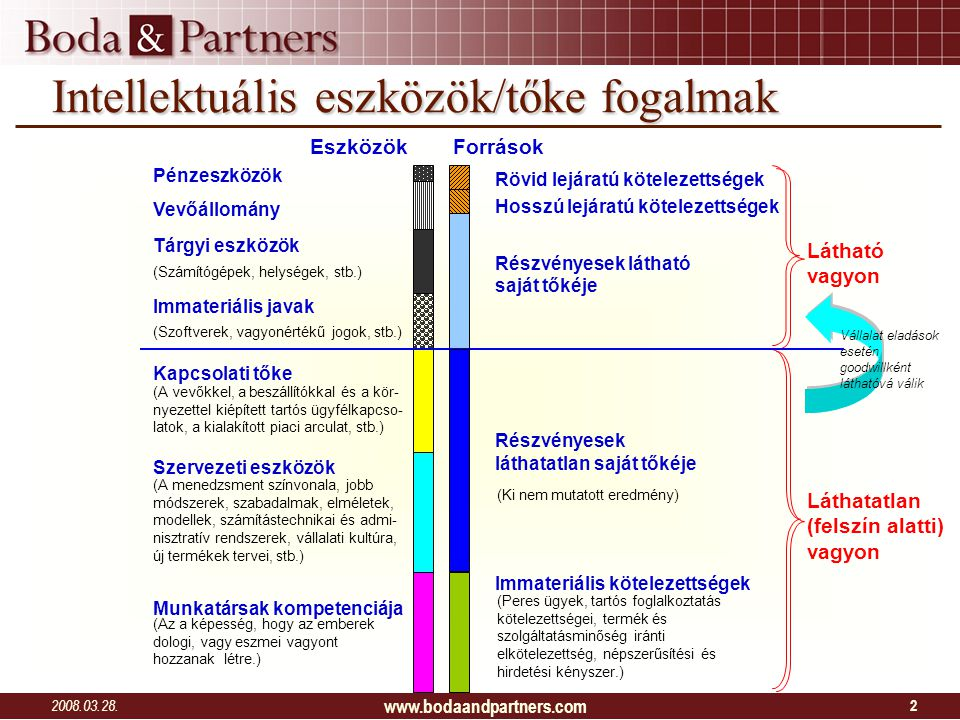 Boda & Partners
Intellektuális eszközök/tőke fogalmak
Eszközök
Pénzeszközök
Vevőállomány
Tárgyi eszközök
(Számítógépek, helységek, stb.)
Immateriális javak
(Szoftverek, vagyonértékű jogok, stb.)
Kapcsolati tőke
(A vevőkkel, a beszállítókkal és a kör-
nyezettel kiépített tartós ügyfélkapcso-
latok, a kialakított piaci arculat, stb.)
Szervezeti eszközök
(A menedzsment színvonala, jobb
módszerek, szabadalmak, elméletek,
modellek, számítástechnikai és admi-
nisztratív rendszerek, vállalati kultúra,
új termékek tervei, stb.)
Munkatársak kompetenciája
(Az a képesség, hogy az emberek
dologi, vagy eszmei vagyont
hozzanak létre.)
Források
Rövid lejáratú kötelezettségek
Hosszú lejáratú kötelezettségek
Részvényesek látható
saját tőkéje
Részvényesek
láthatatlan saját tőkéje
(Ki nem mutatott eredmény)
Immateriális kötelezettségek
(Peres ügyek, tartós foglalkoztatás
kötelezettségei, termék és
szolgáltatásminőség iránti
elkötelezettség, népszerűsítési és
hirdetési kényszer.)
Látható
vagyon
Vállalat eladások
esetén
goodwillként
láthatóvá válik
Láthatatlan
(felszín alatti)
vagyon
2008.03.28.
www.bodaandpartners.com
2